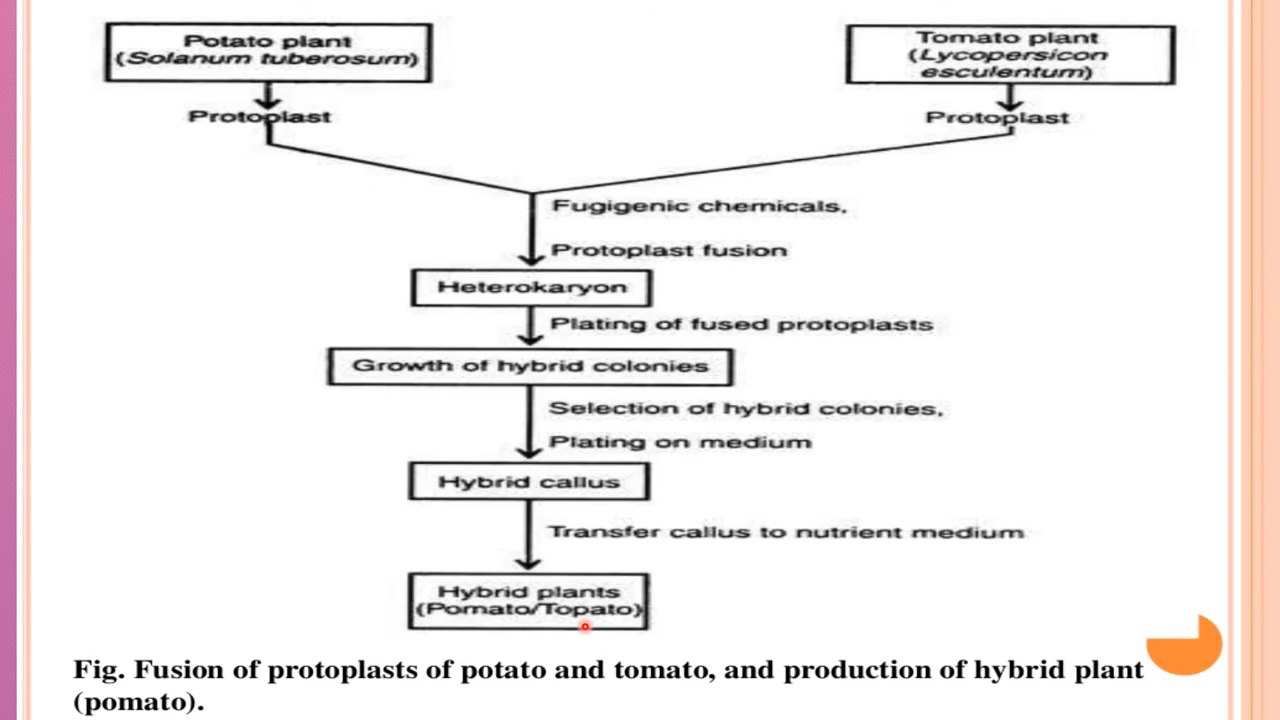 Potato plant
(Solanum tuberosum)
Tomato plant
(Lycopersicon
esculentum)
Protoplast
Protoplast
Fugigenic chemicals,
Protoplast fusion
Heterokaryon
Plating of fused protoplasts
Growth of hybrid colonies
Selection of hybrid colonies,
Plating on medium
Hybrid callus
Transfer callus to nutrient medium
Hybrid plants
(Pomato/Topato)
Fig. Fusion of protoplasts of potato and tomato, and production of hybrid plant
(pomato).